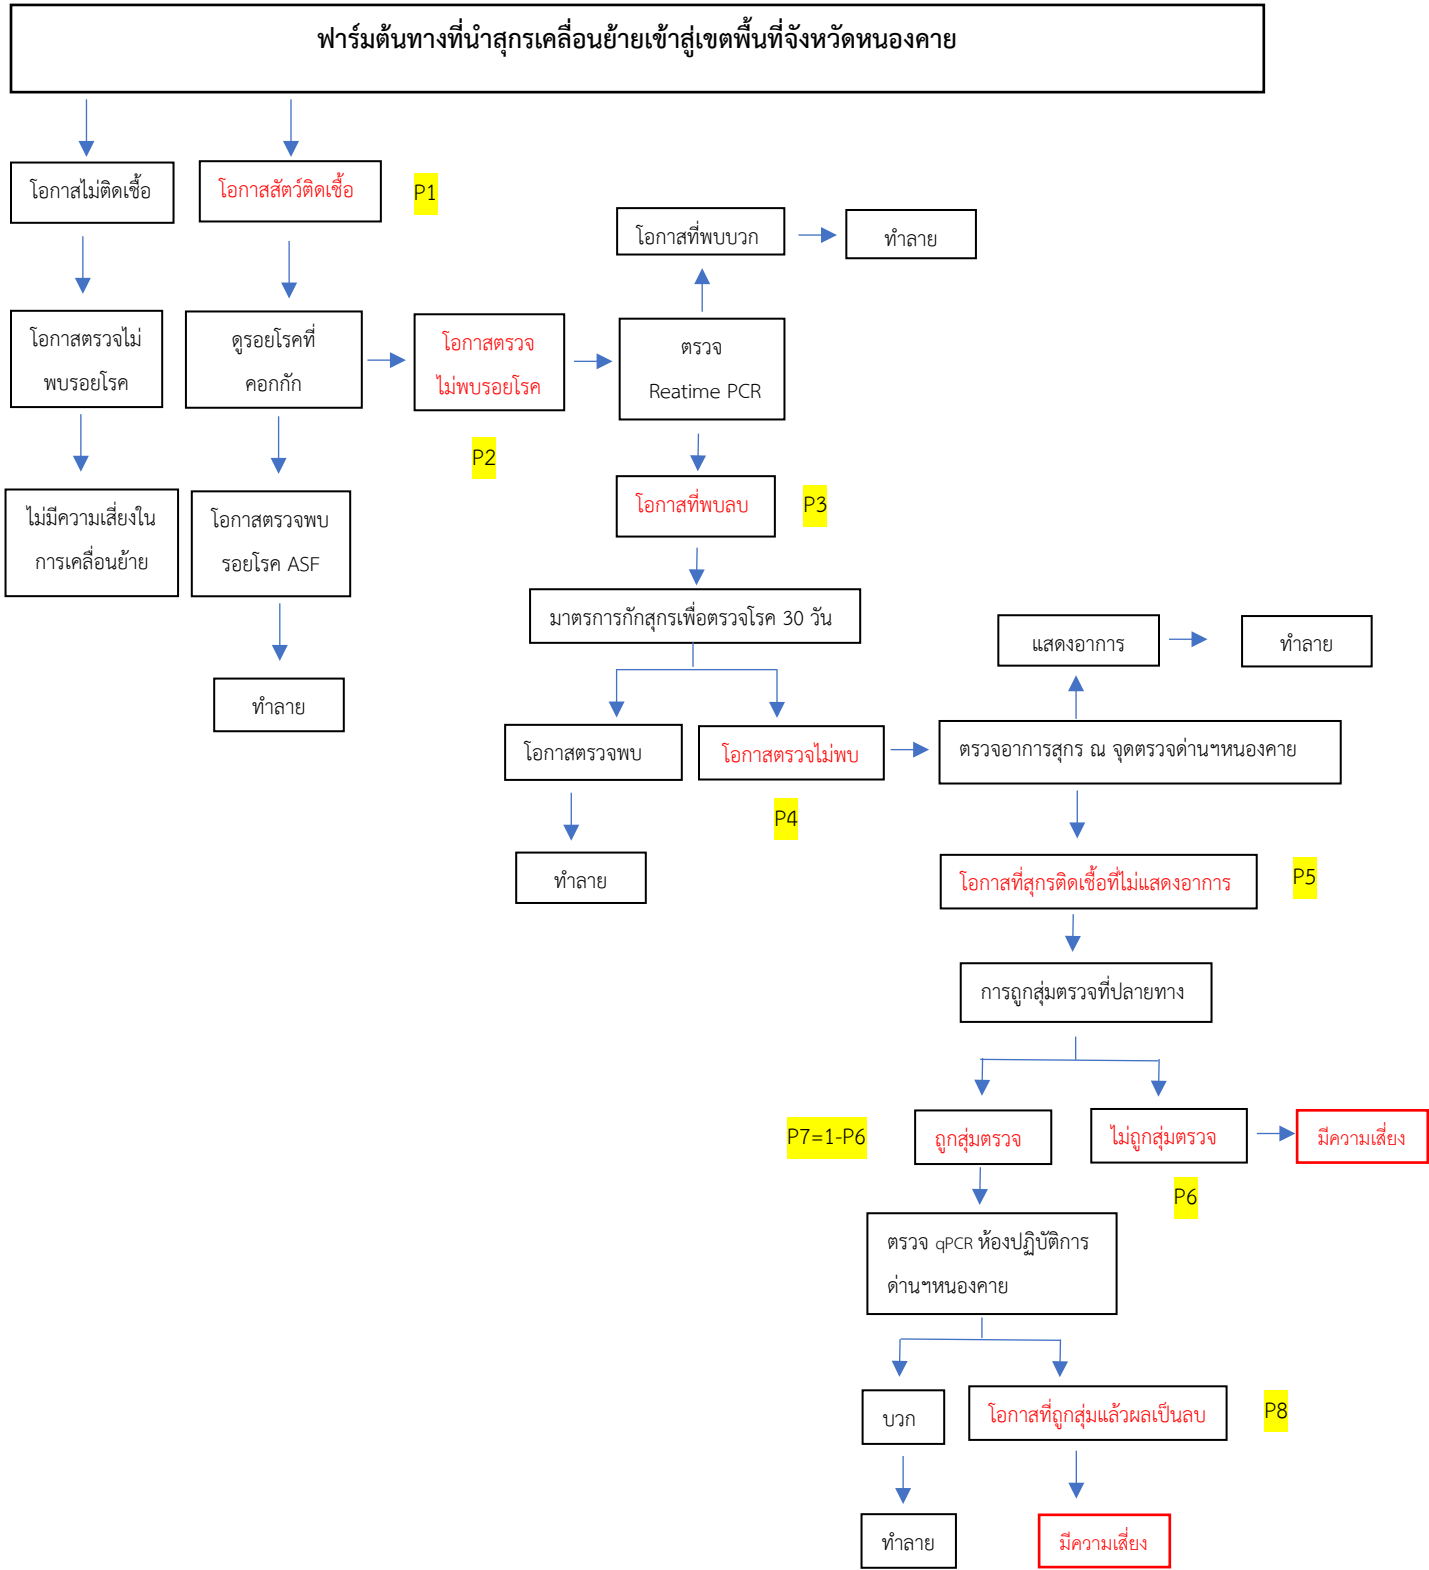 ฟาร์มต้นทางที่นำสุกรเคลื่อนย้ายเข้าสู่เขตพื้นที่จังหวัดหนองคาย
โอกาสไม่ติดเชื้อ
โอกาสสัตว์ติดเชื้อ
P1
โอกาสที่พบบวก
ทำลาย
โอกาสตรวจไม่
พบรอยโรค
ดูรอยโรคที่
คอกกัก
โอกาสตรวจ
ไม่พบรอยโรค
ตรวจ
Reatime PCR
P2
ไม่มีความเสี่ยงใน
การเคลื่อนย้าย
โอกาสตรวจพบ
รอยโรค ASF
โอกาสที่พบลบ
P3
มาตรการกักสุกรเพื่อตรวจโรค 30 วัน
แสดงอาการ
ทำลาย
ทำลาย
โอกาสตรวจพบ
โอกาสตรวจไม่พบ
ตรวจอาการสุกร ณ จุดตรวจด่านฯหนองคาย
P4
ทำลาย
โอกาสที่สุกรติดเชื้อที่ไม่แสดงอาการ
P5
การถูกสุ่มตรวจที่ปลายทาง
P7=1-P6
ถูกสุ่มตรวจ
ไม่ถูกสุ่มตรวจ
มีความเสี่ยง
P6
ตรวจ qPCR ห้องปฏิบัติการ
ด่านฯหนองคาย
บวก
โอกาสที่ถูกสุ่มแล้วผลเป็นลบ
P8
ทำลาย
มีความเสี่ยง